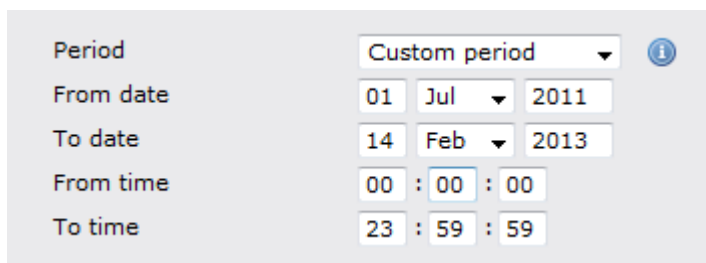 Period Custom period
From date 01 Jul 2011
To date 14 Feb 2013
From time 00 : 00 : 00
To time 23 : 59 : 59